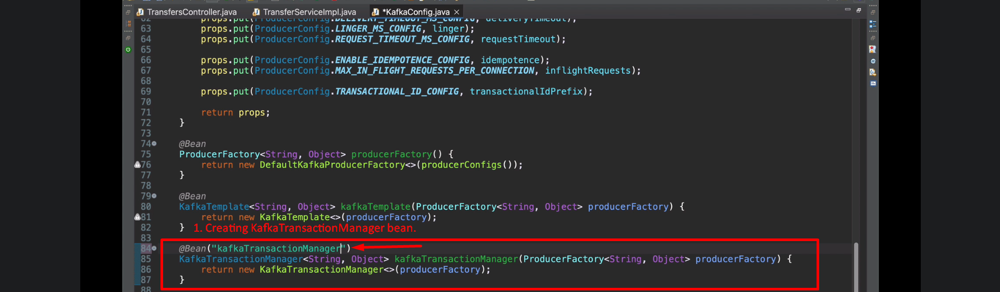 TransfersController.java TransferServiceImpl.java *KafkaConfig.java
62 props.put(ProducerConfig.DELIVERY_TIMEOUT_MS_CONFIG, deliveryTimeout);
63 props.put(ProducerConfig.LINGER_MS_CONFIG, linger);
64 props.put(ProducerConfig.REQUEST_TIMEOUT_MS_CONFIG, requestTimeout);
65
66 props.put(ProducerConfig.ENABLE_IDEMPOTENCE_CONFIG, idempotence);
67 props.put(ProducerConfig.MAX_IN_FLIGHT_REQUESTS_PER_CONNECTION, inflightRequests);
68
69 props.put(ProducerConfig.TRANSACTIONAL_ID_CONFIG, transactionalIdPrefix);
70
71 return props;
72 }
73
74 @Bean
75 ProducerFactory<String, Object> producerFactory() {
76 return new DefaultKafkaProducerFactory<>(producerConfigs());
77 }
78
79 @Bean
80 KafkaTemplate<String, Object> kafkaTemplate(ProducerFactory<String, Object> producerFactory) {
81 return new KafkaTemplate<>(producerFactory);
82 } 1. Creating KafkaTransactionManager bean.
83
84 @Bean("kafkaTransactionManager")
85 KafkaTransactionManager<String, Object> kafkaTransactionManager(ProducerFactory<String, Object> producerFactory) {
86 return new KafkaTransactionManager<>(producerFactory);
87 }
88